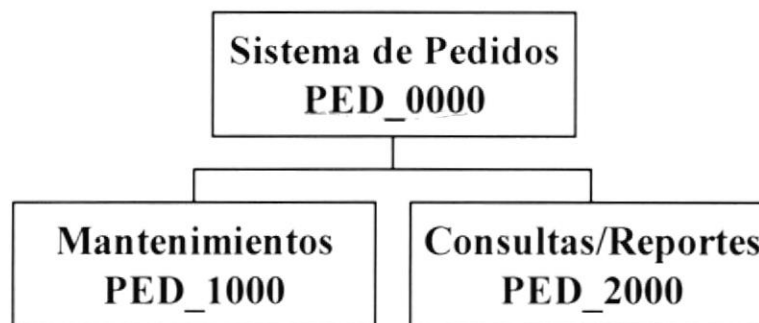 Sistema de Pedidos
PED_0000
Mantenimientos
PED_1000
Consultas/Reportes
PED_2000